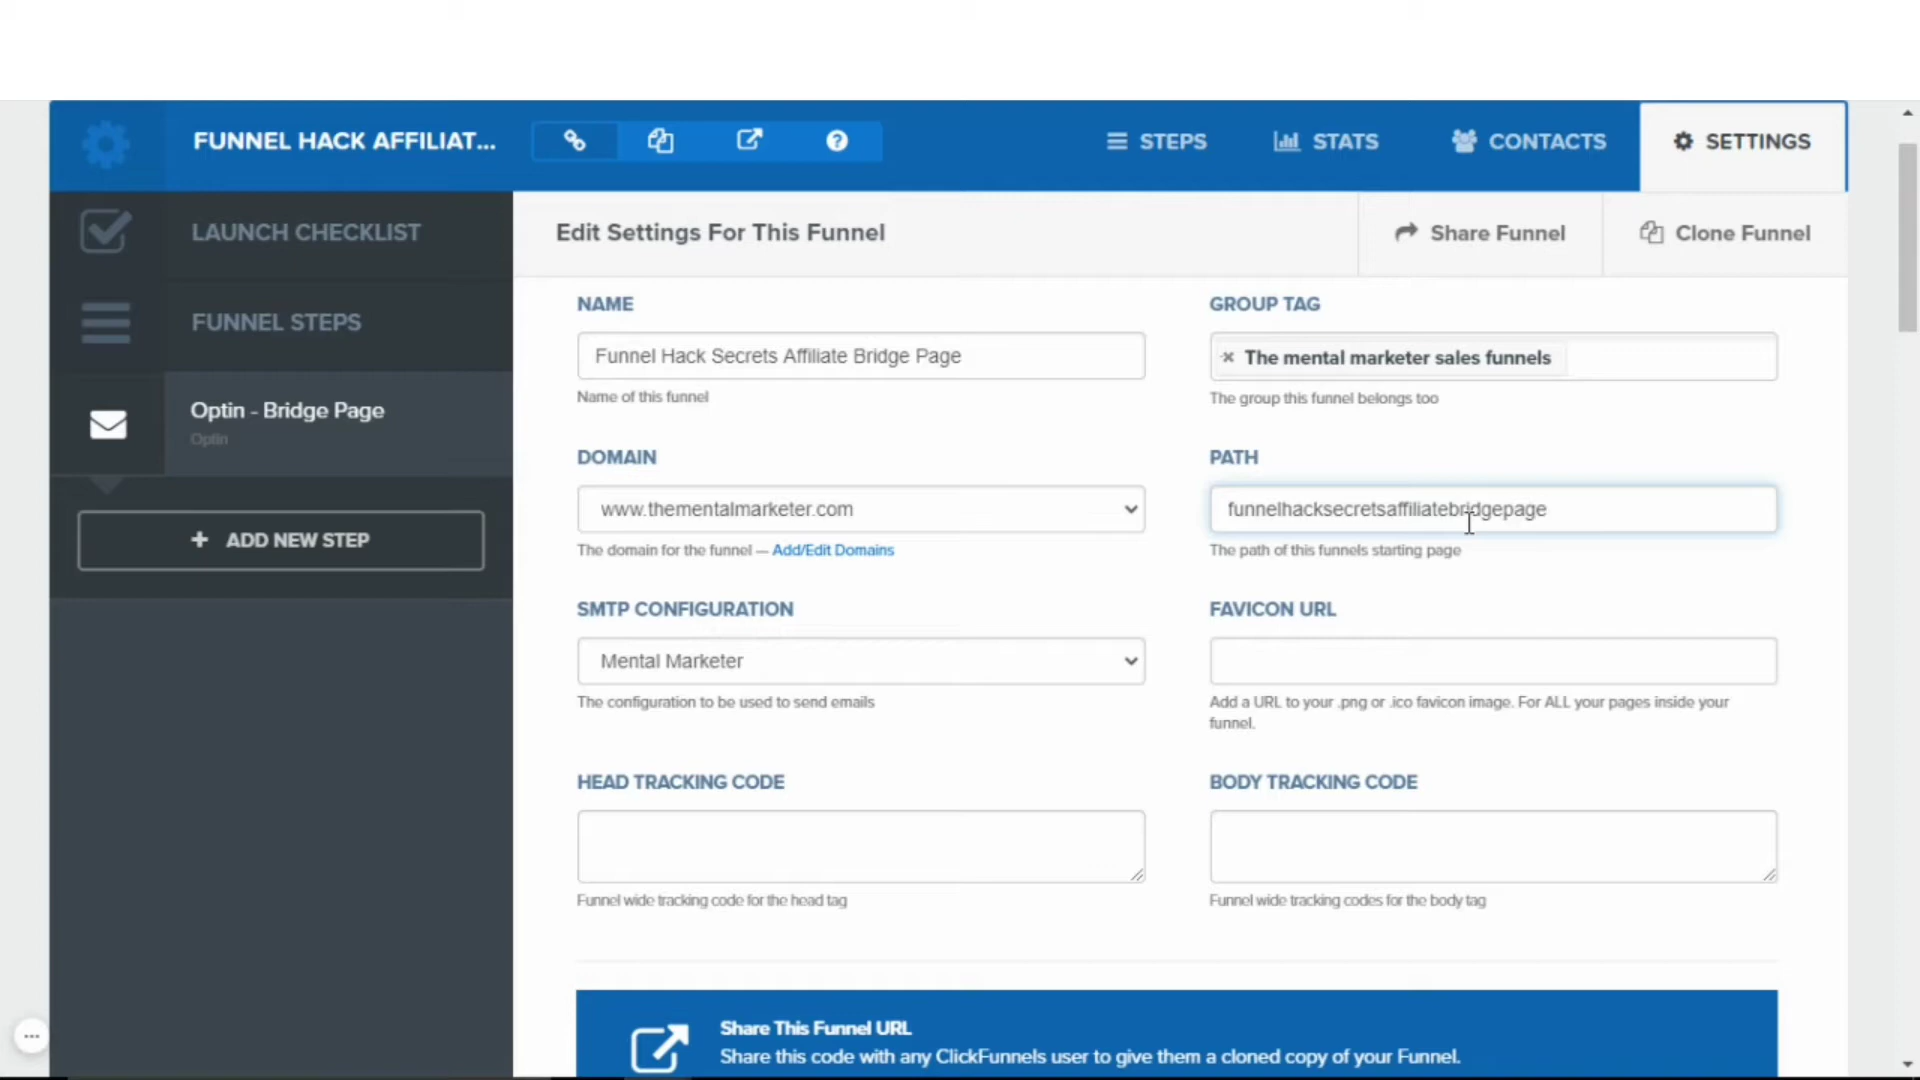 FUNNEL HACK AFFILIAT...
STEPS
STATS
CONTACTS
SETTINGS
LAUNCH CHECKLIST
FUNNEL STEPS
Optin - Bridge Page
Optin
+ ADD NEW STEP
Edit Settings For This Funnel
Share Funnel
Clone Funnel
NAME
Funnel Hack Secrets Affiliate Bridge Page
Name of this funnel
GROUP TAG
× The mental marketer sales funnels
The group this funnel belongs too
DOMAIN
www.thementalmarketer.com
The domain for the funnel — Add/Edit Domains
PATH
funnelhacksecretsaffiliatebridgepage
The path of this funnels starting page
SMTP CONFIGURATION
Mental Marketer
The configuration to be used to send emails
FAVICON URL
Add a URL to your .png or .ico favicon image. For ALL your pages inside your
funnel.
HEAD TRACKING CODE
Funnel wide tracking code for the head tag
BODY TRACKING CODE
Funnel wide tracking codes for the body tag
Share This Funnel URL
Share this code with any ClickFunnels user to give them a cloned copy of your Funnel.